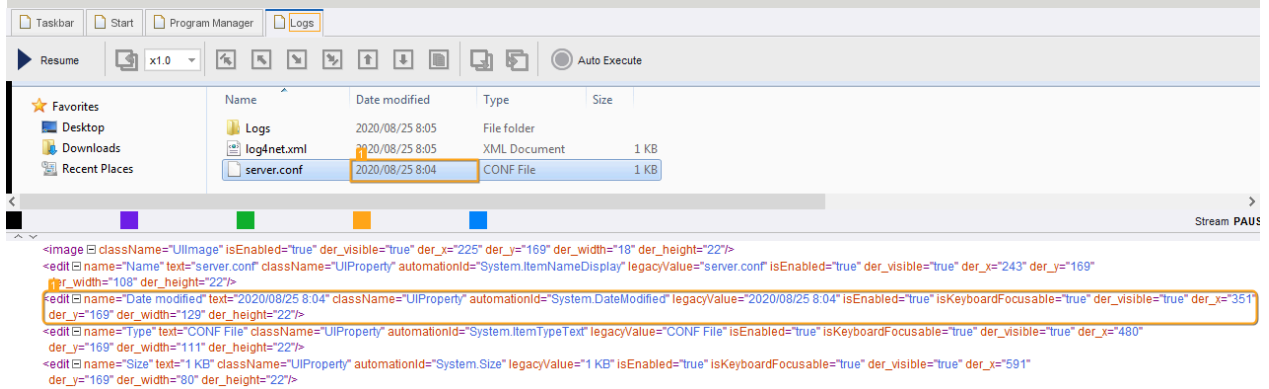 Taskbar Start Program Manager Logs
Resume x1.0 Auto Execute
Favorites Name Date modified Type Size
Desktop Logs 2020/08/25 8:05 File folder
Downloads log4net.xml 2020/08/25 8:05 XML Document 1 KB
Recent Places server.conf 2020/08/25 8:04 CONF File 1 KB
1
Stream PAUS
<image className="UIImage" isEnabled="true" der_visible="true" der_x="225" der_y="169" der_width="18" der_height="22"/>
<edit name="Name" text="server.conf" className="UIProperty" automationId="System.ItemNameDisplay" legacyValue="server.conf" isEnabled="true" der_visible="true" der_x="243" der_y="169"
der_width="108" der_height="22"/>
1
<edit name="Date modified" text="2020/08/25 8:04" className="UIProperty" automationId="System.DateModified" legacyValue="2020/08/25 8:04" isEnabled="true" isKeyboardFocusable="true" der_visible="true" der_x="351"
der_y="169" der_width="129" der_height="22"/>
<edit name="Type" text="CONF File" className="UIProperty" automationId="System.ItemTypeText" legacyValue="CONF File" isEnabled="true" isKeyboardFocusable="true" der_visible="true" der_x="480"
der_y="169" der_width="111" der_height="22"/>
<edit name="Size" text="1 KB" className="UIProperty" automationId="System.Size" legacyValue="1 KB" isEnabled="true" isKeyboardFocusable="true" der_visible="true" der_x="591"
der_y="169" der_width="80" der_height="22"/>